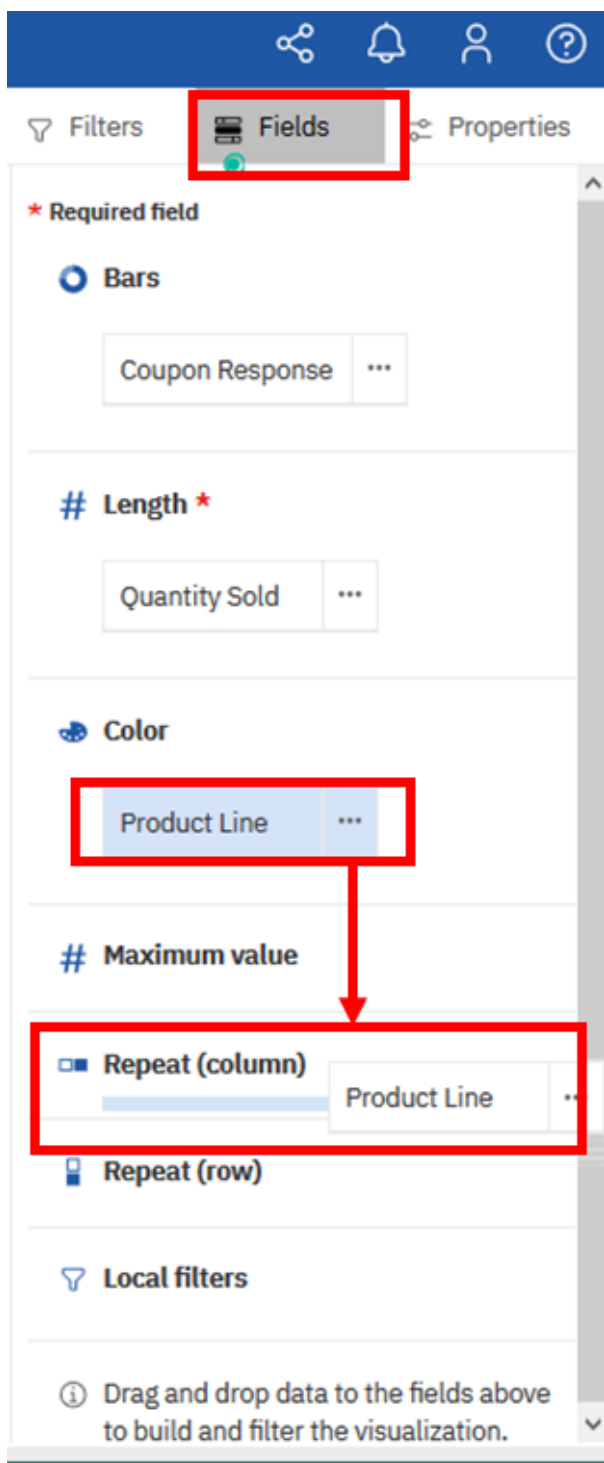 Filters Fields Properties
* Required field
Bars
Coupon Response ...
# Length *
Quantity Sold ...
Color
Product Line ...
# Maximum value
Repeat (column)
Product Line ...
Repeat (row)
Local filters
Drag and drop data to the fields above
to build and filter the visualization.